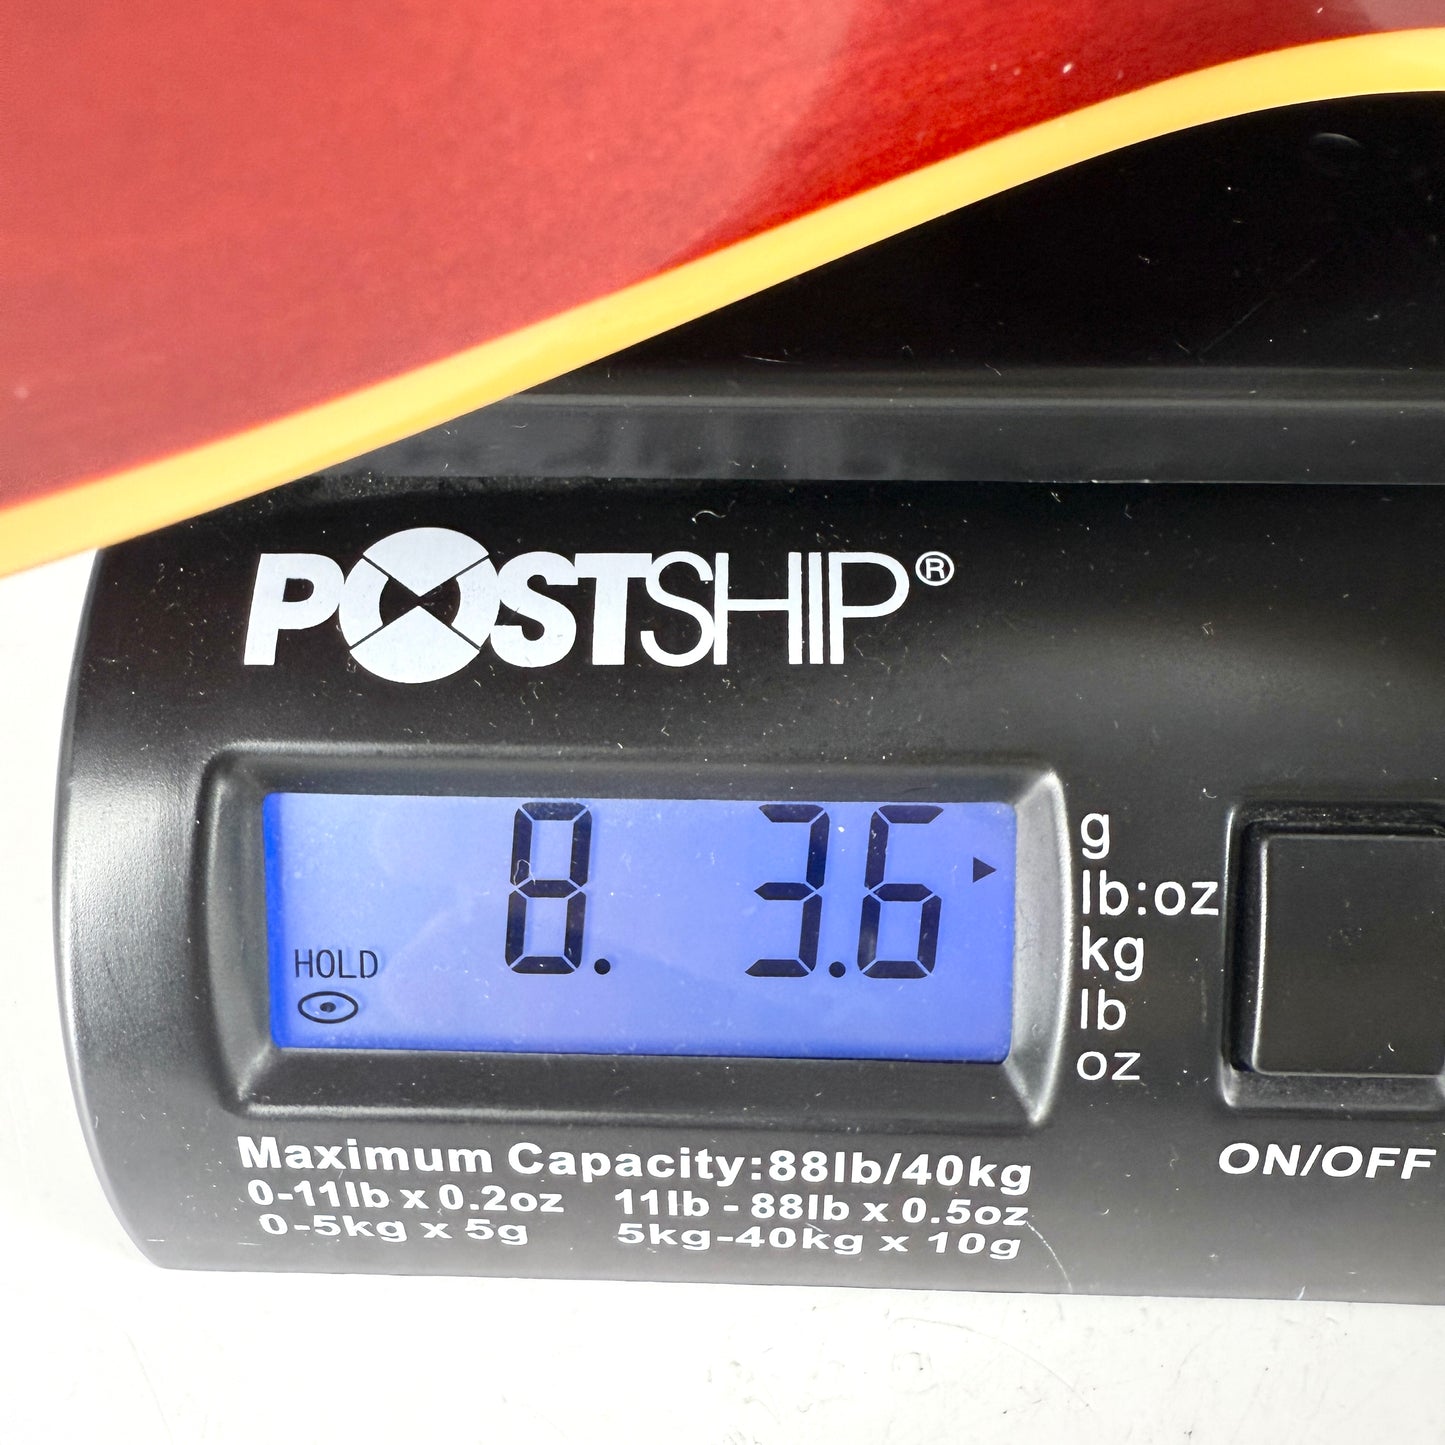 POSTSHIP®
8. 3.6
HOLD
g
lb:oz
kg
lb
oz
Maximum Capacity:88lb/40kg
0-11lb x 0.2oz 11lb - 88lb x 0.5oz
0-5kg x 5g 5kg-40kg x 10g
ON/OFF